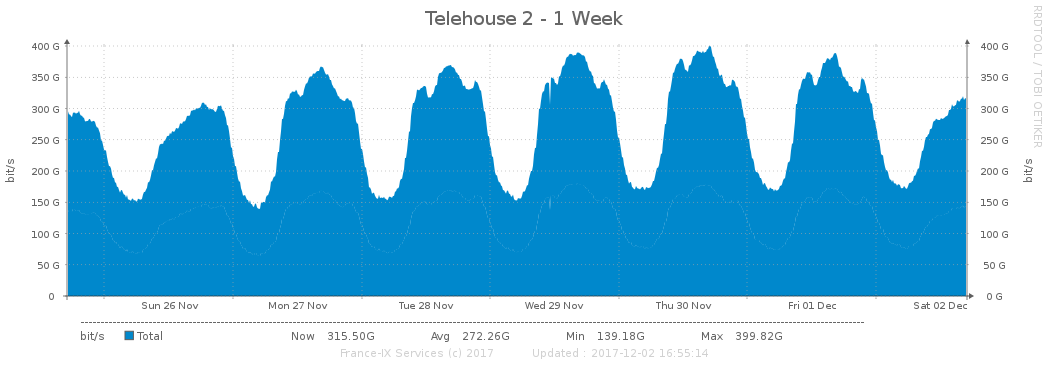 Telehouse 2 - 1 Week
RRDTOOL / TOBI OETIKER
bit/s
400 G
350 G
300 G
250 G
200 G
150 G
100 G
50 G
0
400 G
350 G
300 G
250 G
200 G
150 G
100 G
50 G
0 G
bit/s
Sun 26 Nov Mon 27 Nov Tue 28 Nov Wed 29 Nov Thu 30 Nov Fri 01 Dec Sat 02 Dec
bit/s Total Now 315.50G Avg 272.26G Min 139.18G Max 399.82G
France-IX Services (c) 2017 Updated : 2017-12-02 16:55:14